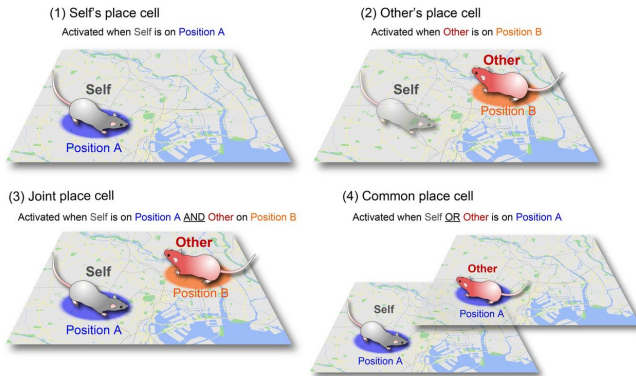 (1) Self's place cell
Activated when Self is on Position A
Self
Position A
(2) Other's place cell
Activated when Other is on Position B
Other
Self
Position B
(3) Joint place cell
Activated when Self is on Position A AND Other on Position B
Other
Self
Position B
Position A
(4) Common place cell
Activated when Self OR Other is on Position A
Other
Position A
Self
Position A